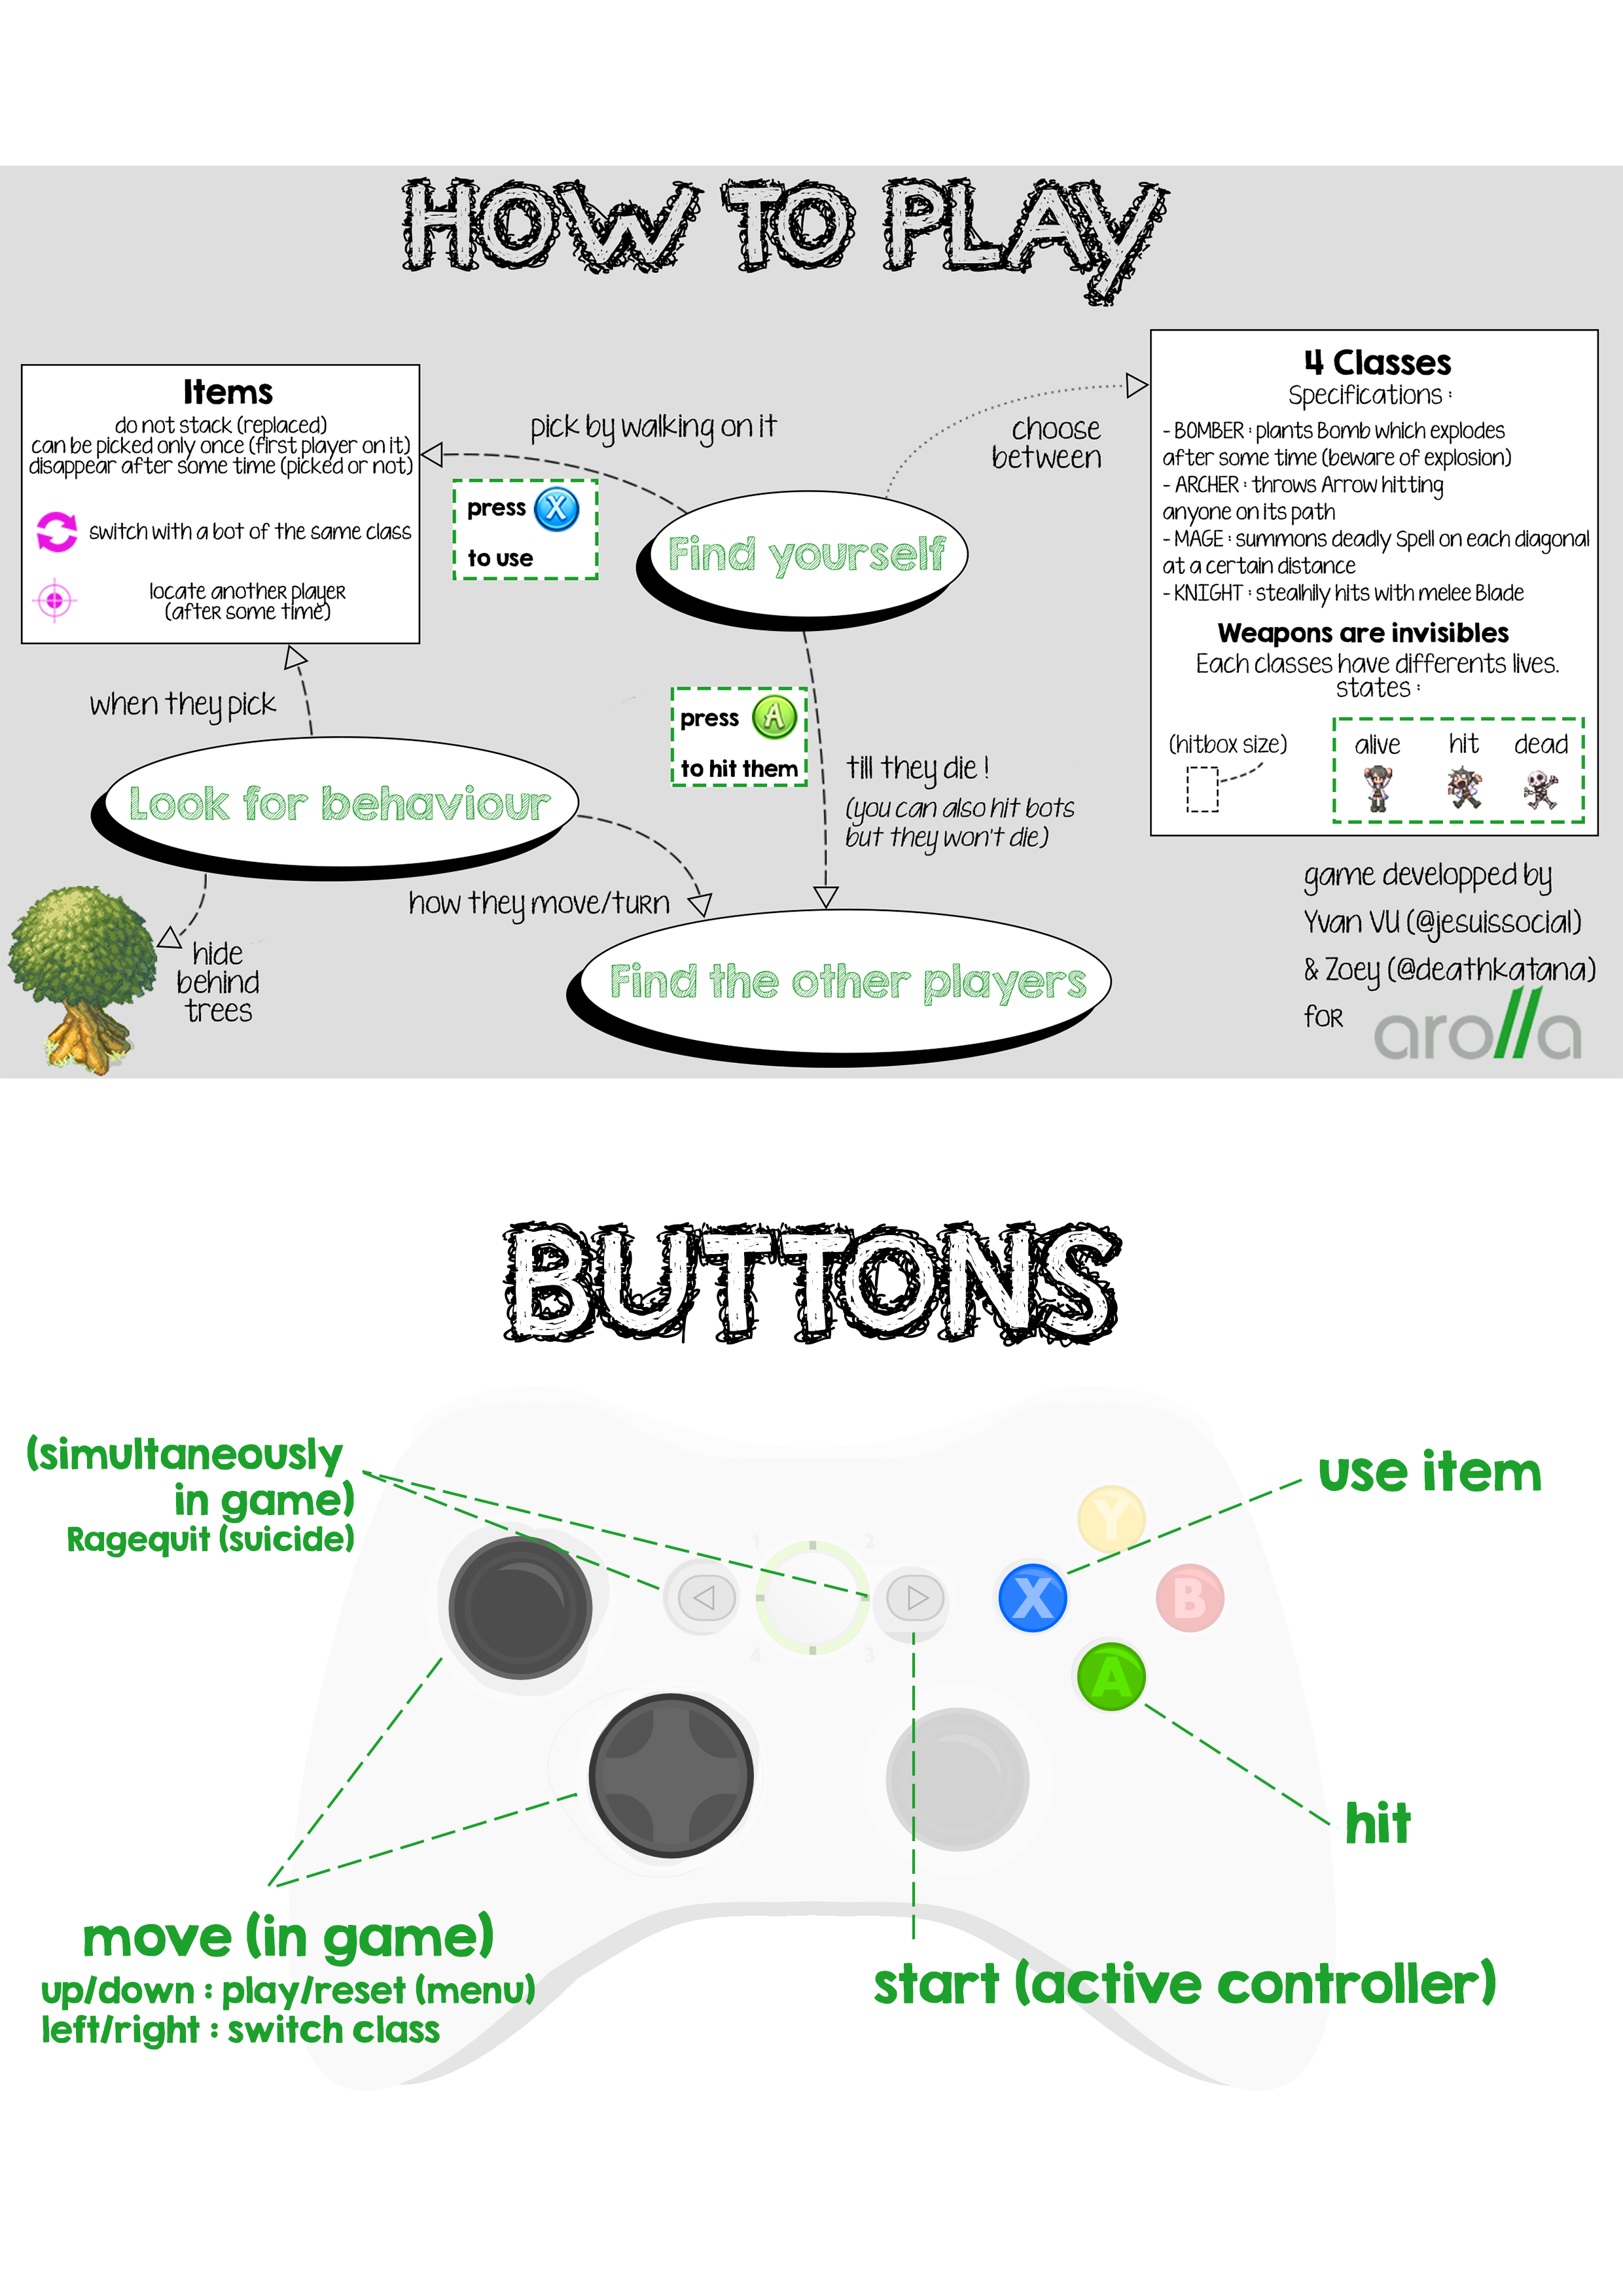 HOW TO PLAY
Items
do not stack (replaced)
can be picked only once (first player on it)
disappear after some time (picked or not)
switch with a bot of the same class
locate another player
(after some time)
pick by walking on it
press X
to use
choose
between
Find yourself
4 Classes
Specifications :
- BOMBER : plants Bomb which explodes
after some time (beware of explosion)
- ARCHER : throws Arrow hitting
anyone on its path
- MAGE : summons deadly Spell on each diagonal
at a certain distance
- KNIGHT : stealhily hits with melee Blade
Weapons are invisibles
Each classes have differents lives.
states :
(hitbox size)
alive hit dead
when they pick
press A
to hit them
till they die !
(you can also hit bots
but they won't die)
Look for behaviour
how they move/turn
hide
behind
trees
Find the other players
game developped by
Yvan VU (@jesuissocial)
& Zoey (@deathkatana)
for arolla
BUTTONS
(simultaneously
in game)
Ragequit (suicide)
use item
Y
X
B
A
1 2
4 3
hit
move (in game)
up/down : play/reset (menu)
left/right : switch class
start (active controller)